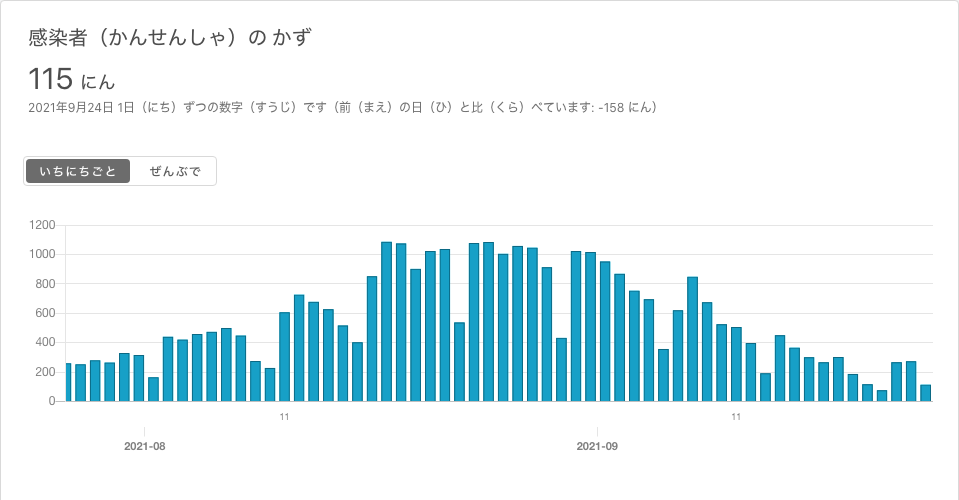 感染者（かんせんしゃ）の かず
115 にん
2021年9月24日 1日（にち）ずつの数字（すうじ）です（前（まえ）の日（ひ）と比（くら）べています: -158 にん）
いちにちごと ぜんぶで
1200
1000
800
600
400
200
0
11 11
2021-08 2021-09